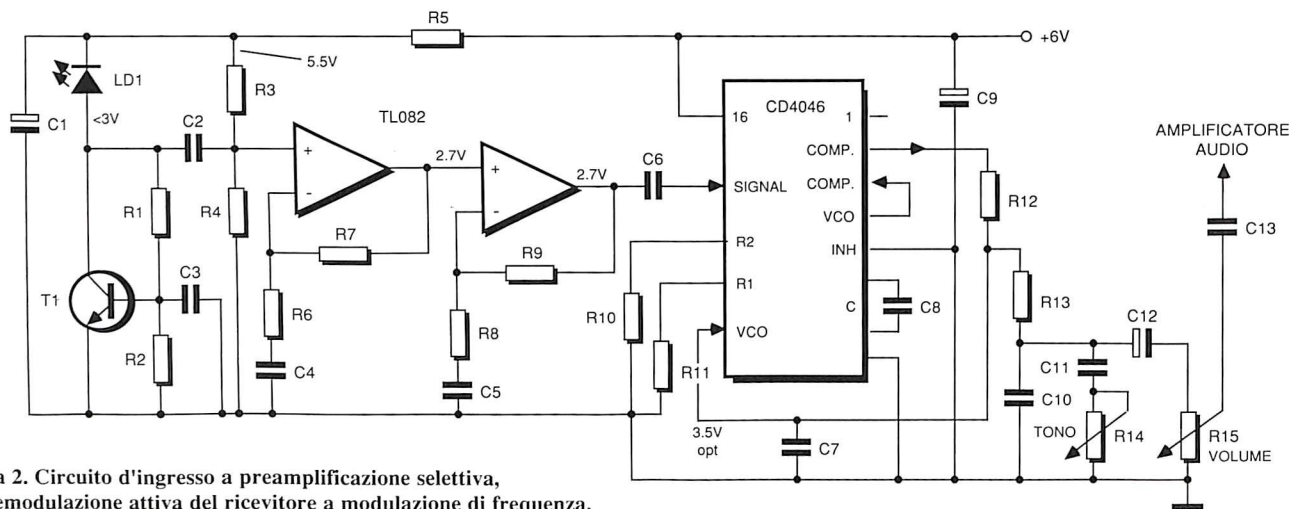 R5
+6V
5.5V
LD1
R3
C1
<3V
C2
TL082
CD4046
16
1
C9
AMPLIFICATORE
AUDIO
COMP.
2.7V
2.7V
C6
SIGNAL
COMP.
R12
R1
R4
R7
VCO
C13
R2
INH
R9
R1
T1
C3
R6
R10
C
C8
R13
R8
VCO
C12
R2
R11
C11
C4
C5
C10
3.5V
opt
C7
TONO
R14
R15
VOLUME
a 2. Circuito d'ingresso a preamplificazione selettiva,
emodulazione attiva del ricevitore a modulazione di frequenza.